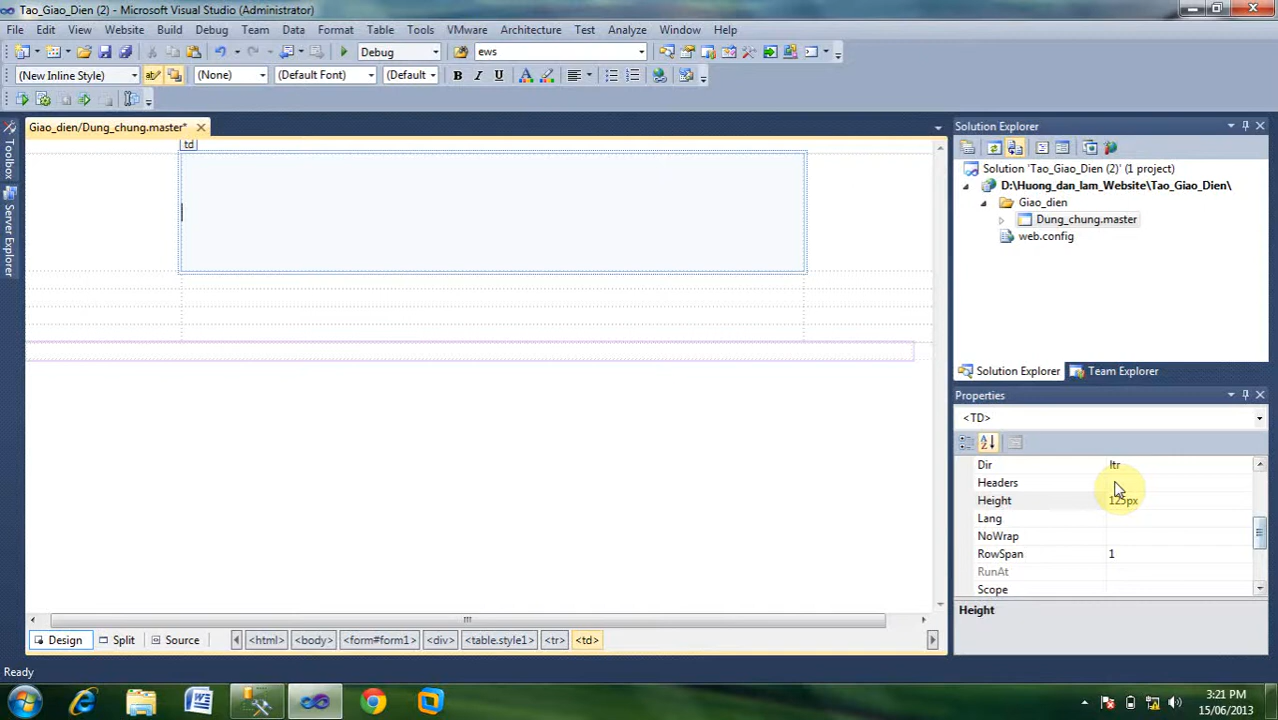 Tao_Giao_Dien (2) - Microsoft Visual Studio (Administrator)
File Edit View Website Build Debug Team Data Format Table Tools VMware Architecture Test Analyze Window Help
Debug ews
(New Inline Style) (None) (Default Font) (Default B I U A
Giao_dien/Dung_chung.master*
Solution Explorer
td
Toolbox
Server Explorer
Solution 'Tao_Giao_Dien (2)' (1 project)
D:\Huong_dan_lam_Website\Tao_Giao_Dien\
Giao_dien
Dung_chung.master
web.config
Solution Explorer Team Explorer
Properties
<TD>
Dir ltr
Headers
Height 125px
Lang
NoWrap
RowSpan 1
RunAt
Scope
Height
Design Split Source <html> <body> <form#form1> <div> <table.style1> <tr> <td>
Ready
3:21 PM
15/06/2013